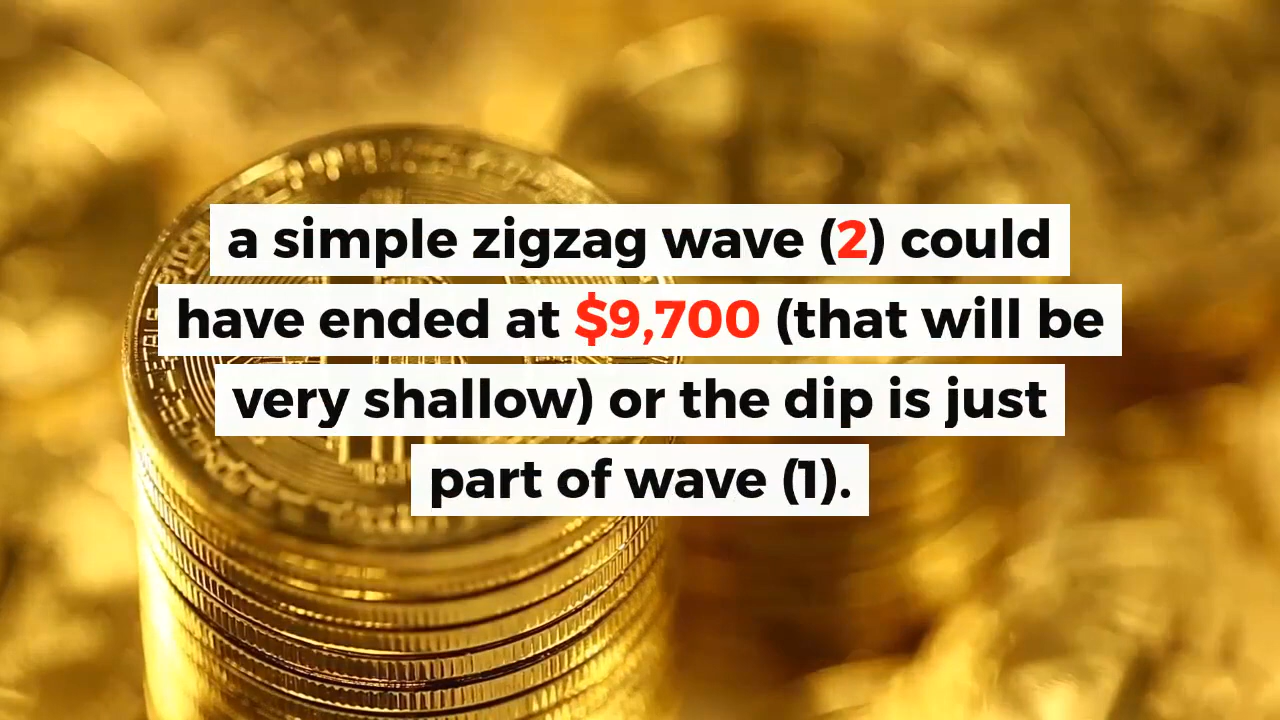 a simple zigzag wave (2) could
have ended at $9,700 (that will be
very shallow) or the dip is just
part of wave (1).